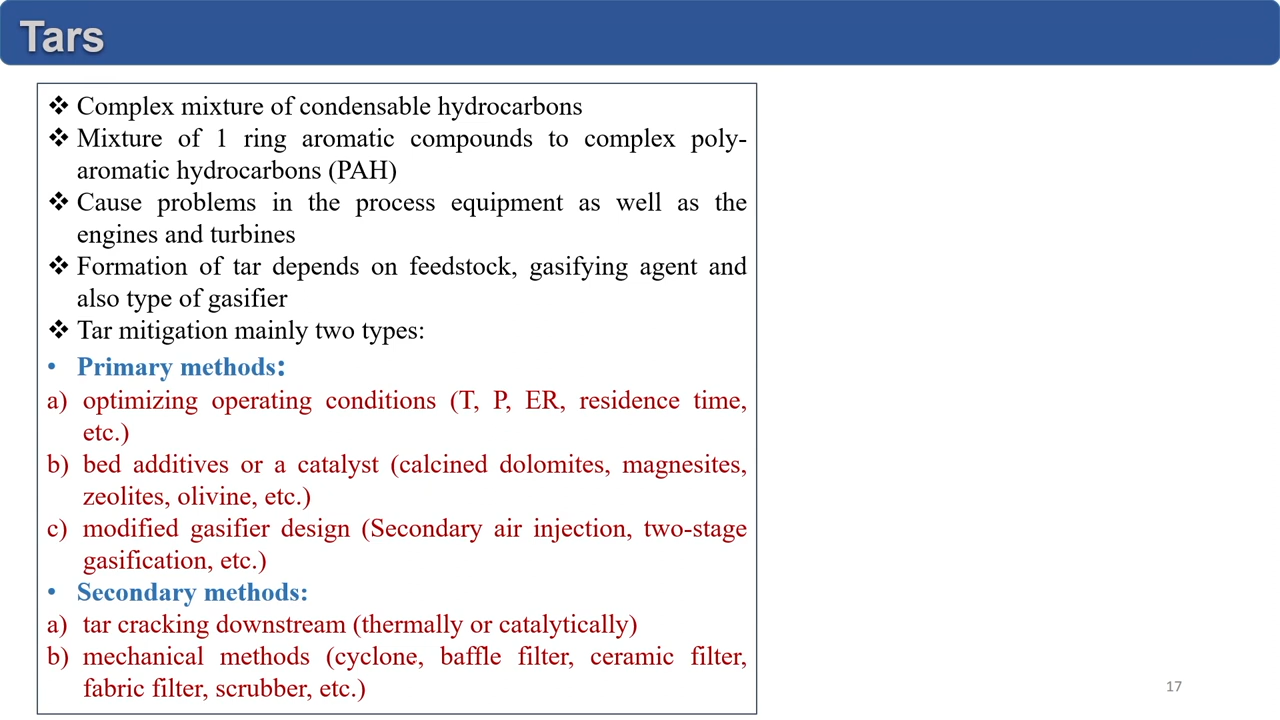 Tars
❖ Complex mixture of condensable hydrocarbons
❖ Mixture of 1 ring aromatic compounds to complex poly-
aromatic hydrocarbons (PAH)
❖ Cause problems in the process equipment as well as the
engines and turbines
❖ Formation of tar depends on feedstock, gasifying agent and
also type of gasifier
❖ Tar mitigation mainly two types:
• Primary methods:
a) optimizing operating conditions (T, P, ER, residence time,
etc.)
b) bed additives or a catalyst (calcined dolomites, magnesites,
zeolites, olivine, etc.)
c) modified gasifier design (Secondary air injection, two-stage
gasification, etc.)
• Secondary methods:
a) tar cracking downstream (thermally or catalytically)
b) mechanical methods (cyclone, baffle filter, ceramic filter,
fabric filter, scrubber, etc.)
17